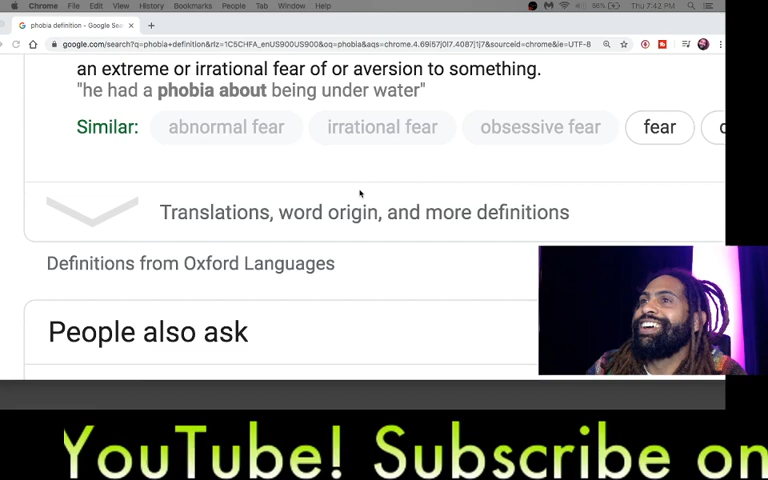 Chrome File Edit View History Bookmarks People Tab Window Help 86% Thu 7:42 PM
phobia definition - Google Sea
google.com/search?q=phobia+definition&rlz=1C5CHFA_enUS900US900&oq=phobia&aqs=chrome.4.69i57j0l7.4087j1j7&sourceid=chrome&ie=UTF-8
an extreme or irrational fear of or aversion to something.
"he had a phobia about being under water"
Similar: abnormal fear irrational fear obsessive fear fear
Translations, word origin, and more definitions
Definitions from Oxford Languages
People also ask
YouTube! Subscribe on